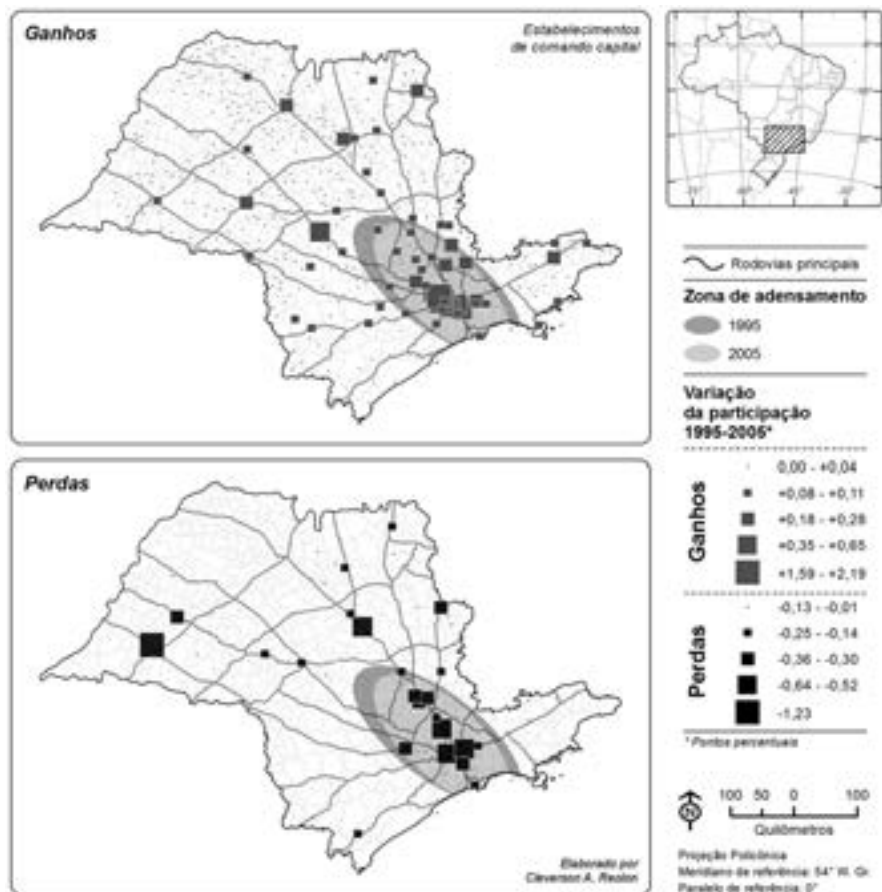 Ganhos
Estabelecimentos
de comando capital
Rodovias principais
Zona de adensamento
1995
2005
Variação
da participação
1995-2005*
Ganhos
0,00 - +0,04
+0,08 - +0,11
+0,18 - +0,28
+0,35 - +0,65
+1,59 - +2,19
Perdas
-0,13 - -0,01
-0,25 - -0,14
-0,36 - -0,30
-0,64 - -0,52
-1,23
* Pontos percentuais
N
100 50 0 100
Quilômetros
Projeção Policônica
Meridiano de referência: 54° W. Gr.
Paralelo de referência: 0°
Perdas
Elaborado por
Cleverson A. Reolon